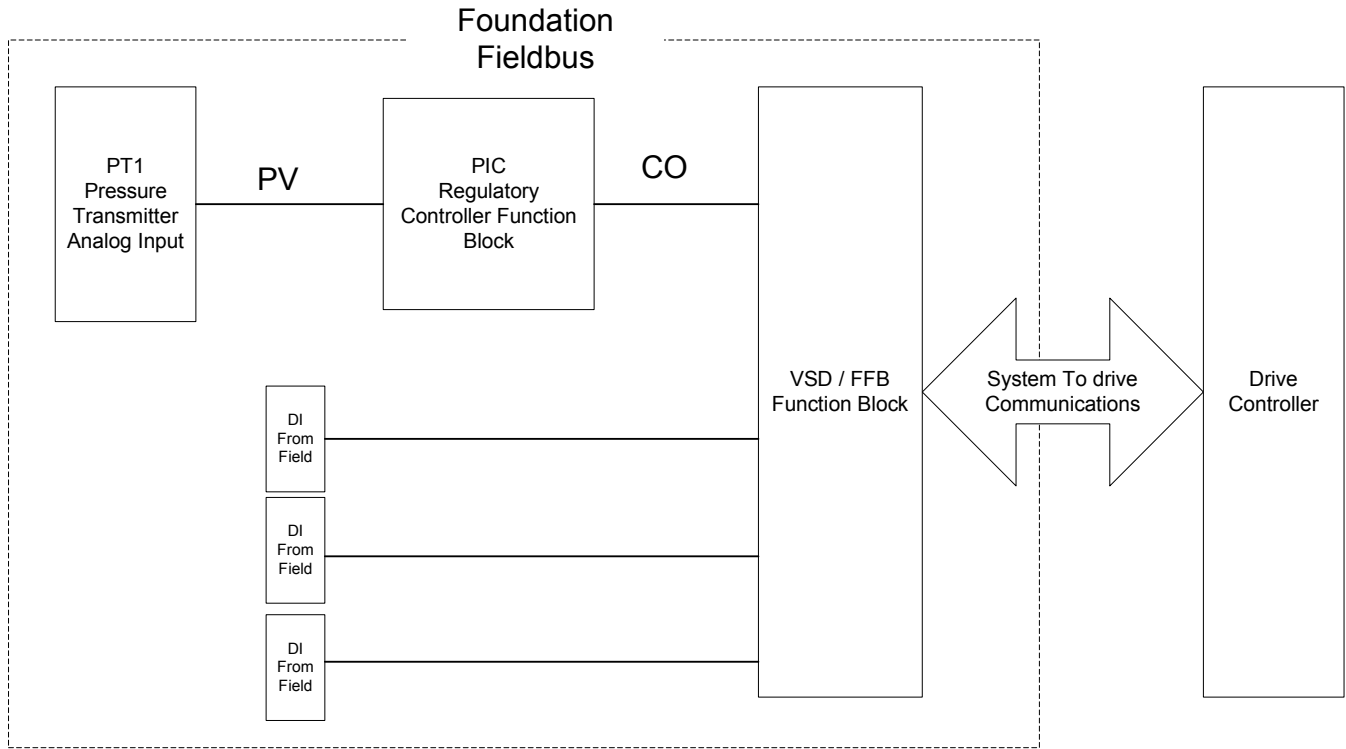 Foundation
Fieldbus
PT1
Pressure
Transmitter
Analog Input
PV
PIC
Regulatory
Controller Function
Block
CO
VSD / FFB
Function Block
System To drive
Communications
Drive
Controller
DI
From
Field
DI
From
Field
DI
From
Field